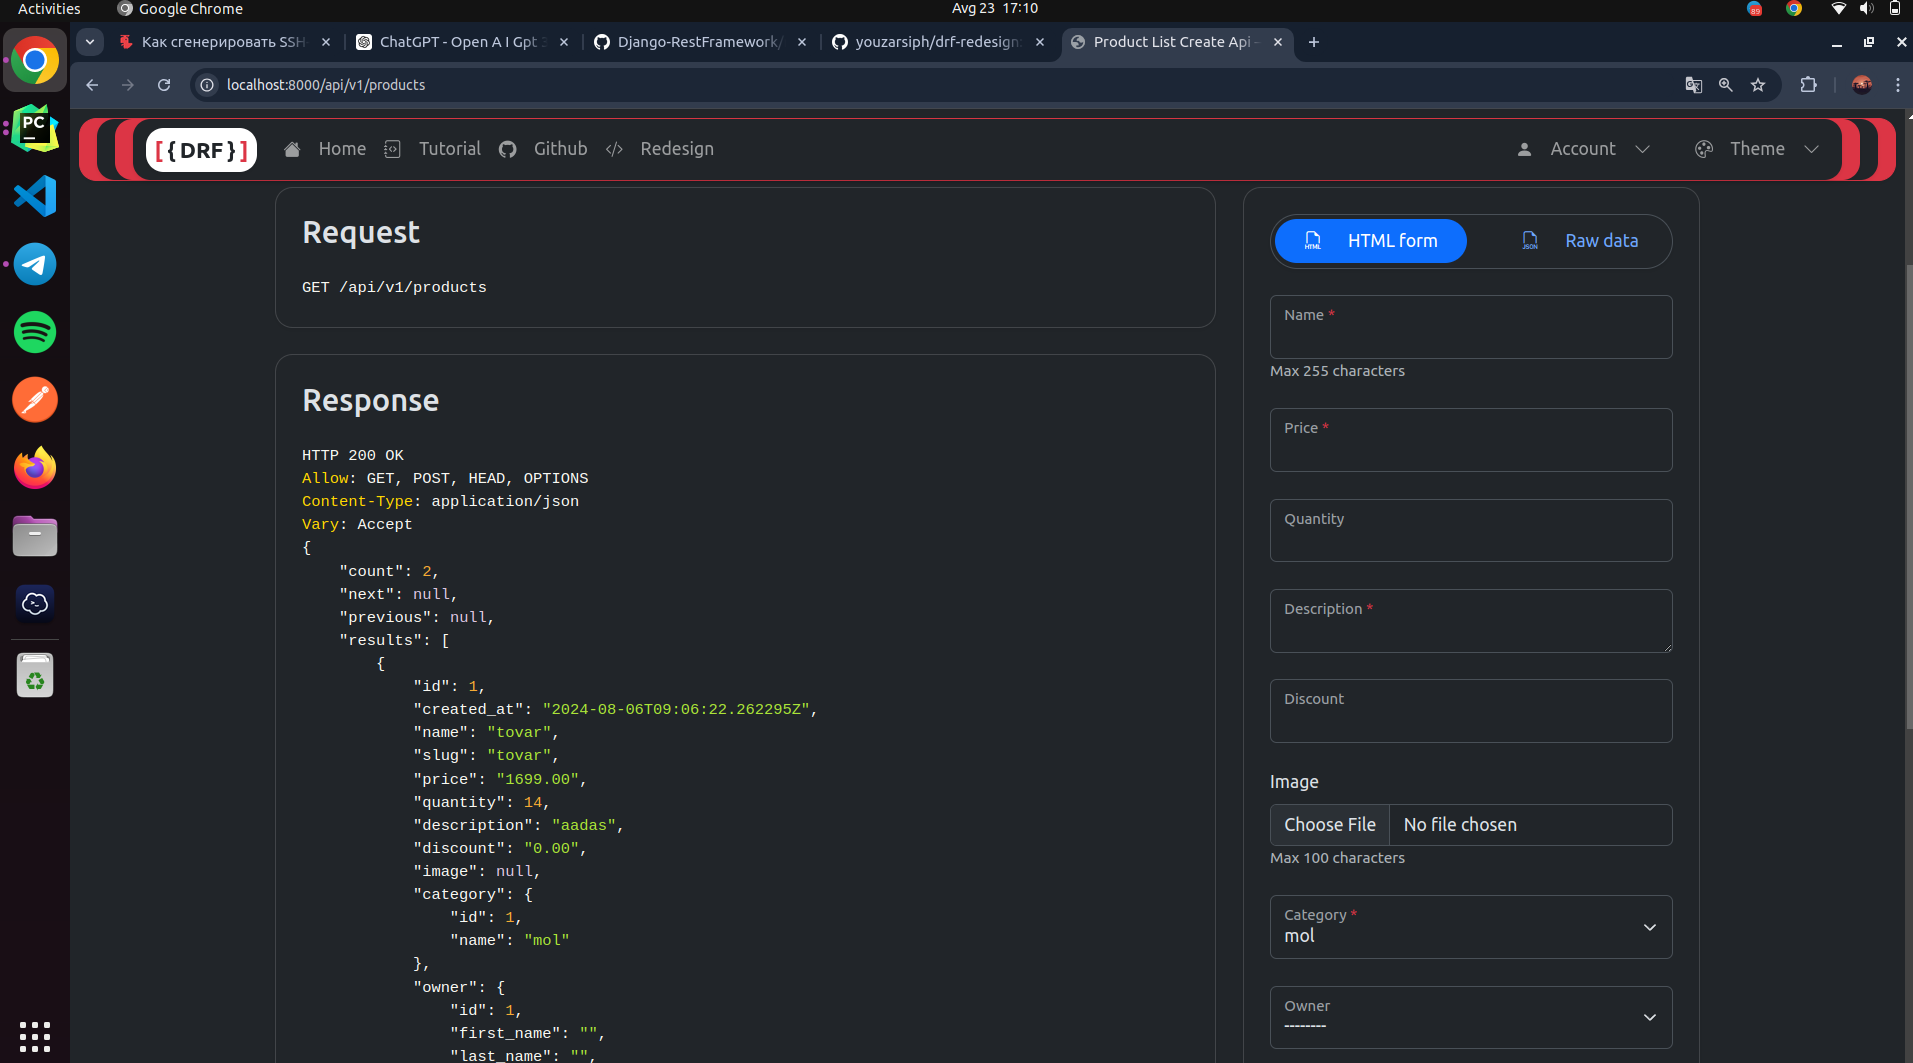 Activities
Google Chrome
Avg 23 17:10
89
Как сгенерировать SSH
ChatGPT - Open A I Gpt 3
Django-RestFramework/
youzarsiph/drf-redesign:
Product List Create Api –
localhost:8000/api/v1/products
[{DRF}]
Home
Tutorial
Github
Redesign
Account
Theme
PC
Request
GET /api/v1/products
Response
HTTP 200 OK
Allow: GET, POST, HEAD, OPTIONS
Content-Type: application/json
Vary: Accept
{
"count": 2,
"next": null,
"previous": null,
"results": [
{
"id": 1,
"created_at": "2024-08-06T09:06:22.262295Z",
"name": "tovar",
"slug": "tovar",
"price": "1699.00",
"quantity": 14,
"description": "aadas",
"discount": "0.00",
"image": null,
"category": {
"id": 1,
"name": "mol"
},
"owner": {
"id": 1,
"first_name": "",
"last_name": "",
HTML
HTML form
JSON
Raw data
Name *
Max 255 characters
Price *
Quantity
Description *
Discount
Image
Choose File
No file chosen
Max 100 characters
Category *
mol
Owner
--------